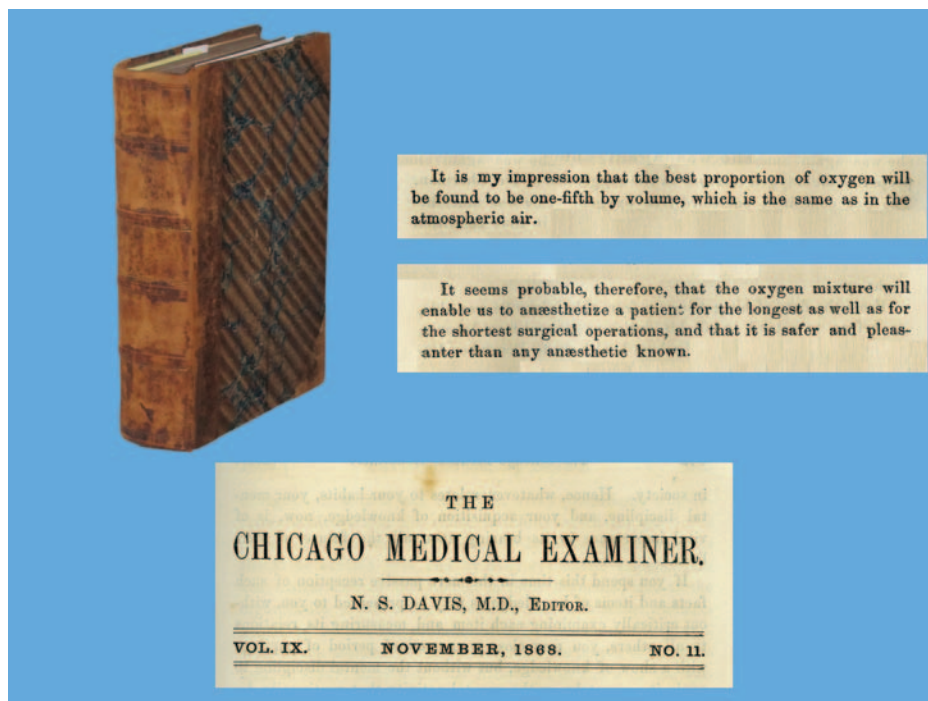 It is my impression that the best proportion of oxygen will
be found to be one-fifth by volume, which is the same as in the
atmospheric air.
It seems probable, therefore, that the oxygen mixture will
enable us to anæsthetize a patient for the longest as well as for
the shortest surgical operations, and that it is safer and pleas-
anter than any anæsthetic known.
THE
CHICAGO MEDICAL EXAMINER.
N. S. DAVIS, M.D., EDITOR.
VOL. IX. NOVEMBER, 1868. NO. 11.